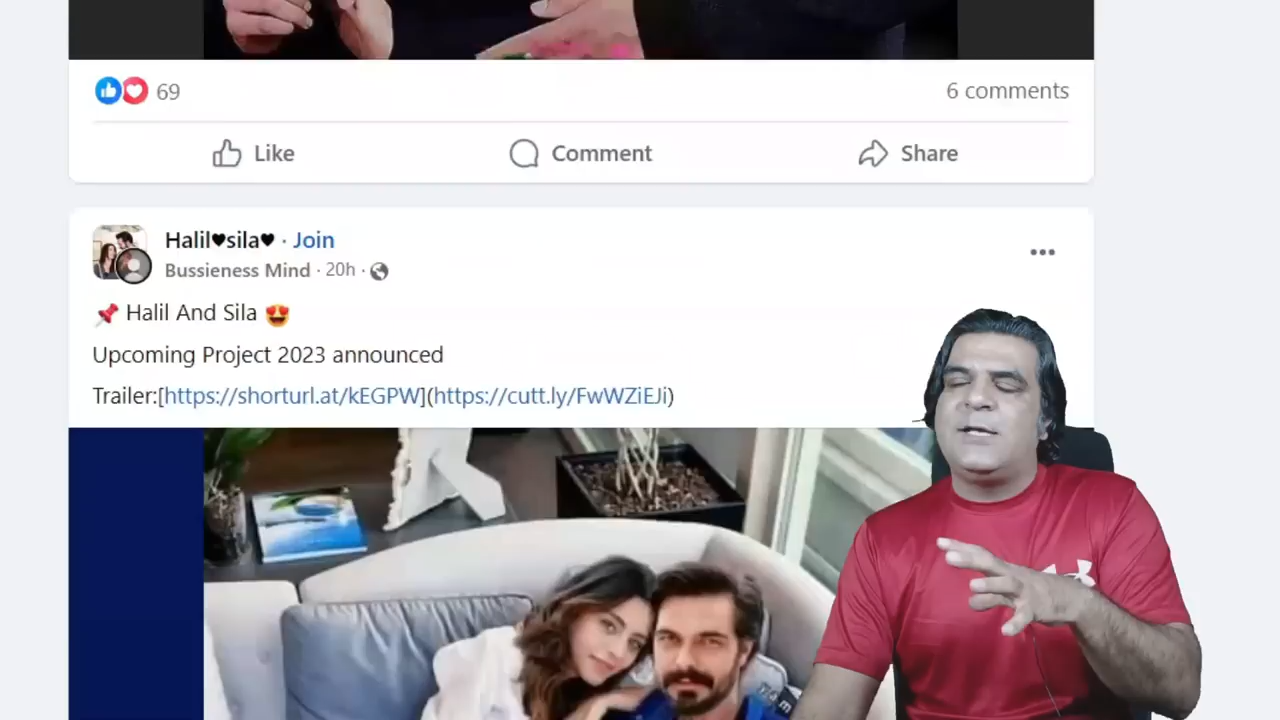 69
6 comments
Like
Comment
Share
Halil♥sila♥ · Join
Bussieness Mind · 20h ·
📌 Halil And Sila 😍
Upcoming Project 2023 announced
Trailer:[https://shorturl.at/kEGPW](https://cutt.ly/FwWZiEJi)